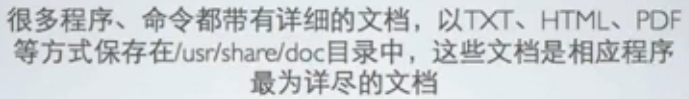 很多程序、命令都带有详细的文档，以TXT、HTML、PDF
等方式保存在/usr/share/doc目录中，这些文档是相应程序
最为详尽的文档